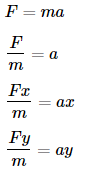 F = ma
F/m = a
Fx/m = ax
Fy/m = ay